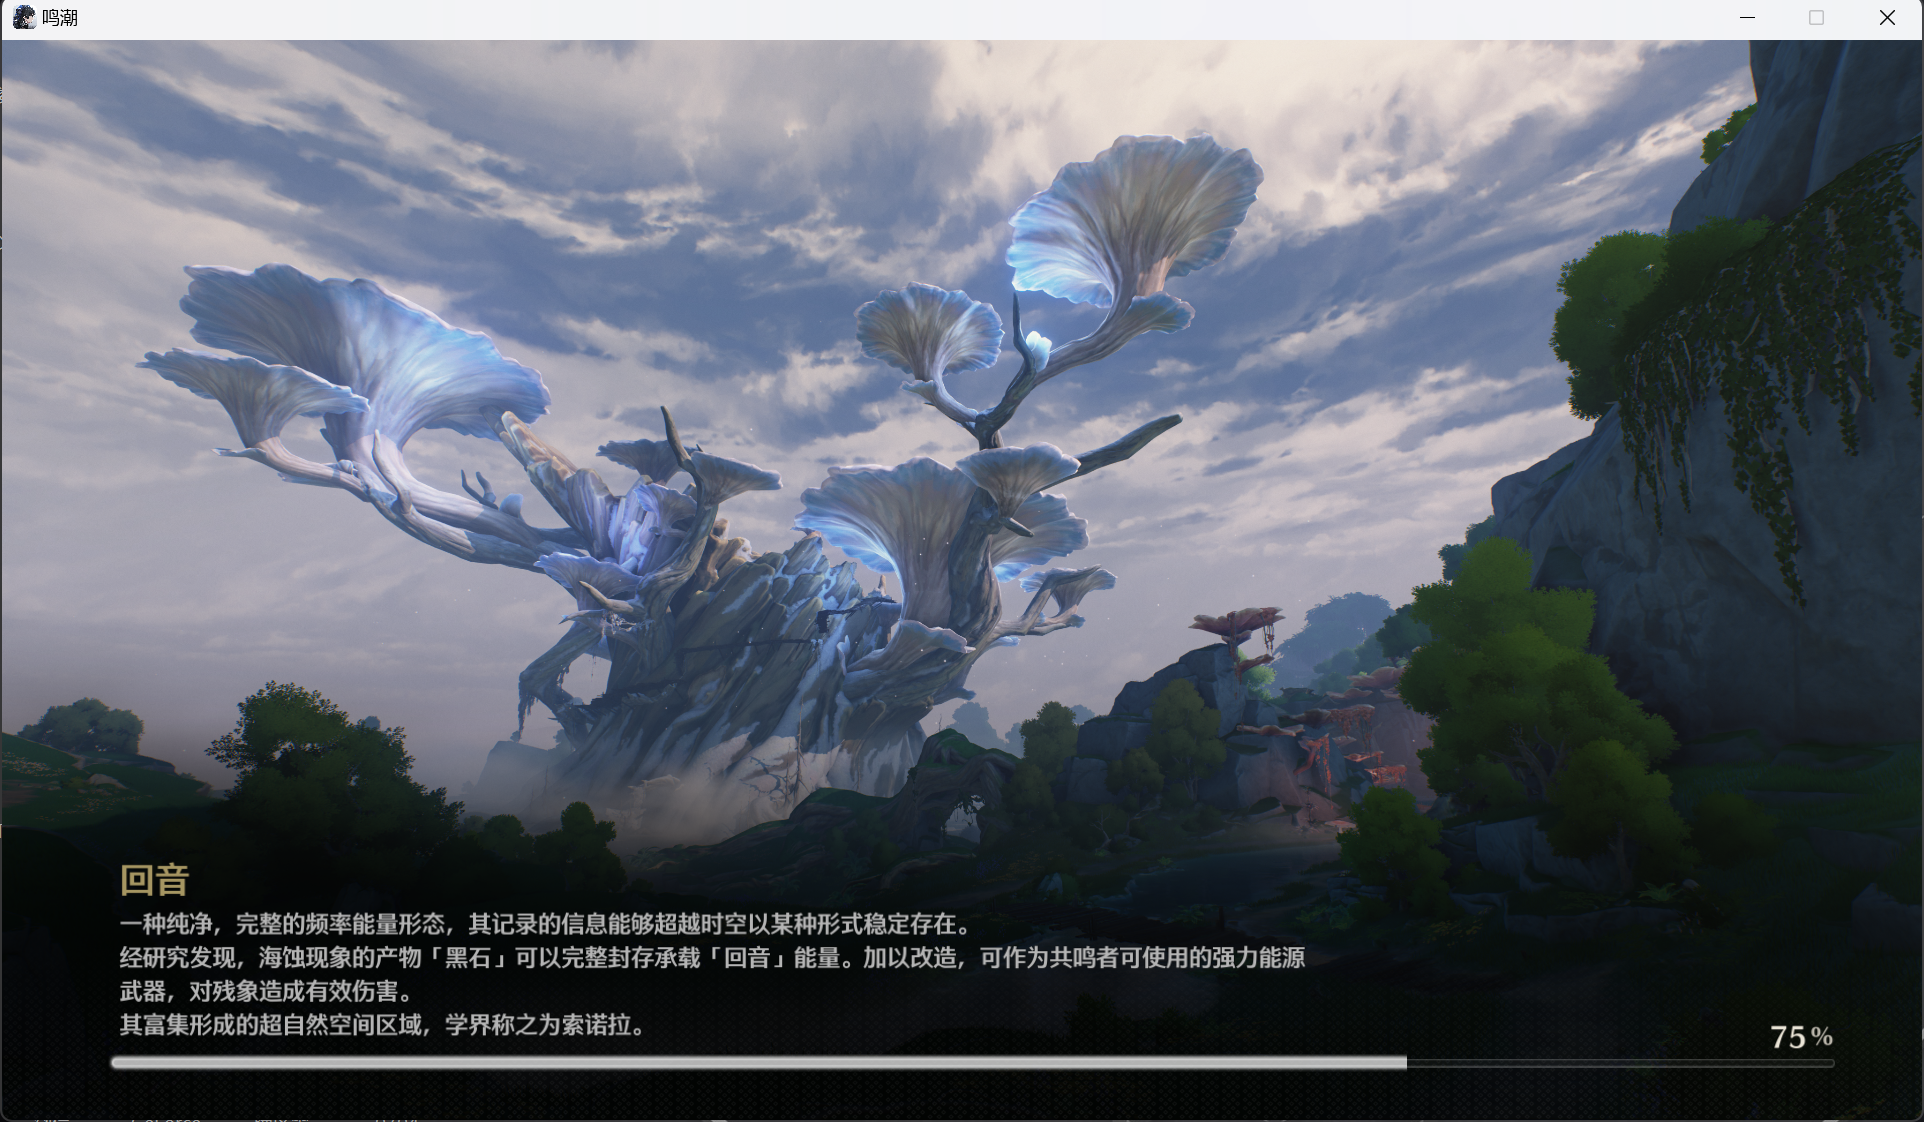 鸣潮
回音
一种纯净，完整的频率能量形态，其记录的信息能够超越时空以某种形式稳定存在。
经研究发现，海蚀现象的产物「黑石」可以完整封存承载「回音」能量。加以改造，可作为共鸣者可使用的强力能源
武器，对残象造成有效伤害。
其富集形成的超自然空间区域，学界称之为索诺拉。
75%